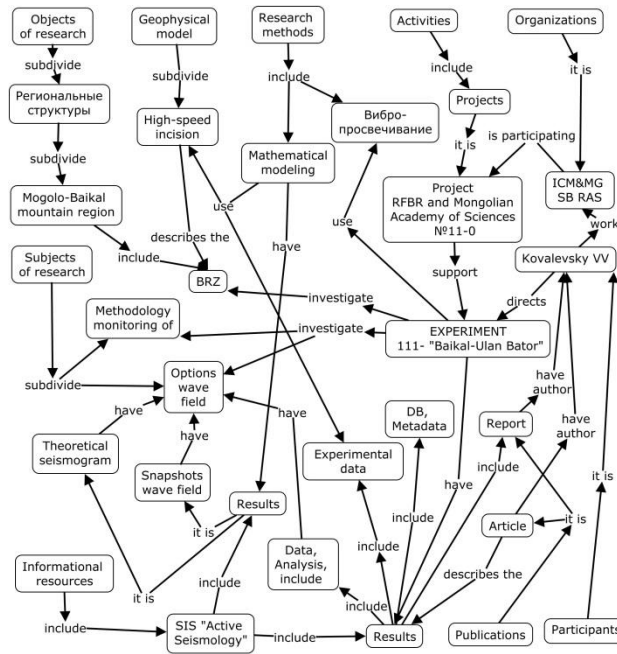 Objects
of research
Geophysical
model
Research
methods
Activities
Organizations
subdivide
subdivide
include
include
it is
Региональные
структуры
High-speed
incision
Вибро-
просвечивание
Projects
it is
is participating
subdivide
Mathematical
modeling
Project
RFBR and Mongolian
Academy of Sciences
№11-0
ICM&MG
SB RAS
Mogolo-Baikal
mountain region
use
use
work
describes the
have
Subjects
of research
include
BRZ
support
Kovalevsky VV
investigate
directs
Methodology
monitoring of
investigate
EXPERIMENT
111- "Baikal-Ulan Bator"
subdivide
Options
wave
field
have
author
have
have
DB,
Metadata
Report
have
author
Theoretical
seismogram
have
Experimental
data
Snapshots
wave field
include
it is
have
Results
include
Article
it is
it is
Data,
Analysis,
include
include
Informational
resources
it is
include
include
describes the
include
SIS "Active
Seismology"
include
Results
Publications
Participants